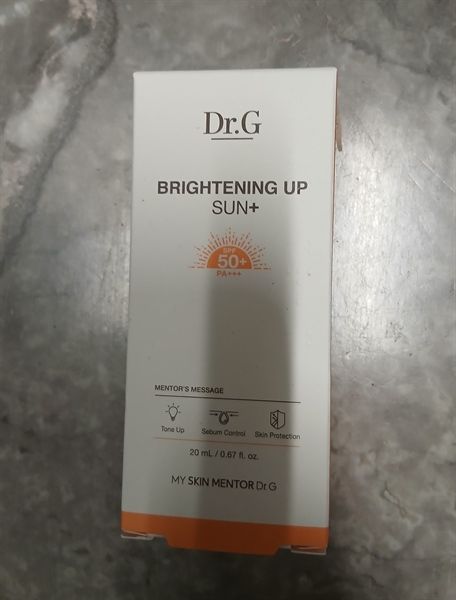 Dr.G
BRIGHTENING UP
SUN+
SPF
50+
PA+++
MENTOR'S MESSAGE
Tone Up Sebum Control Skin Protection
20 mL / 0.67 fl. oz.
MY SKIN MENTOR Dr.G